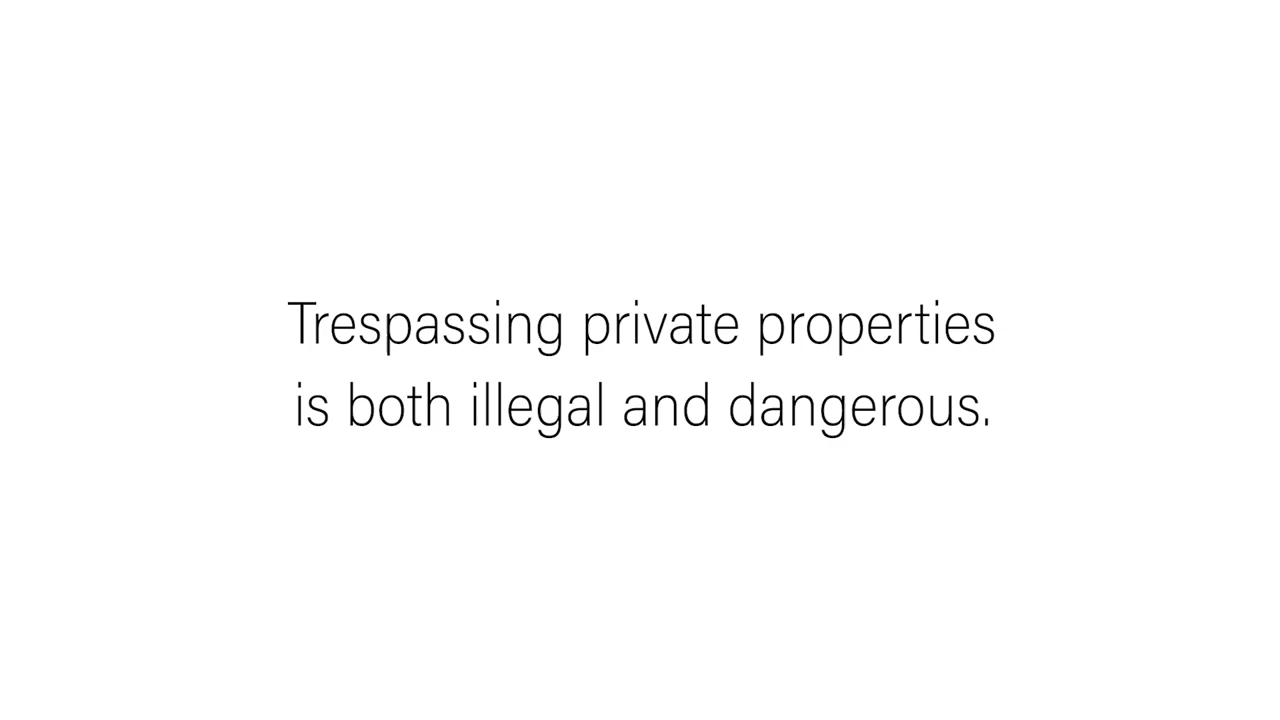 Trespassing private properties
is both illegal and dangerous.